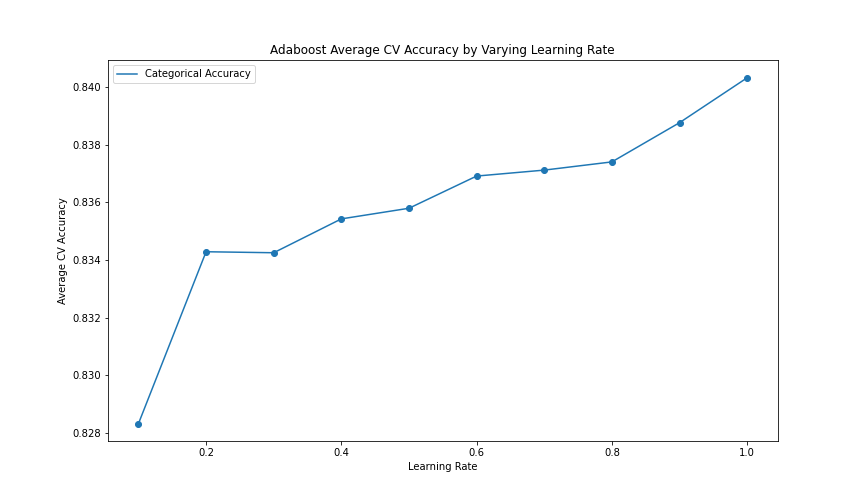 Adaboost Average CV Accuracy by Varying Learning Rate
Categorical Accuracy
0.840
0.838
0.836
0.834
0.832
0.830
0.828
Average CV Accuracy
0.2 0.4 0.6 0.8 1.0
Learning Rate